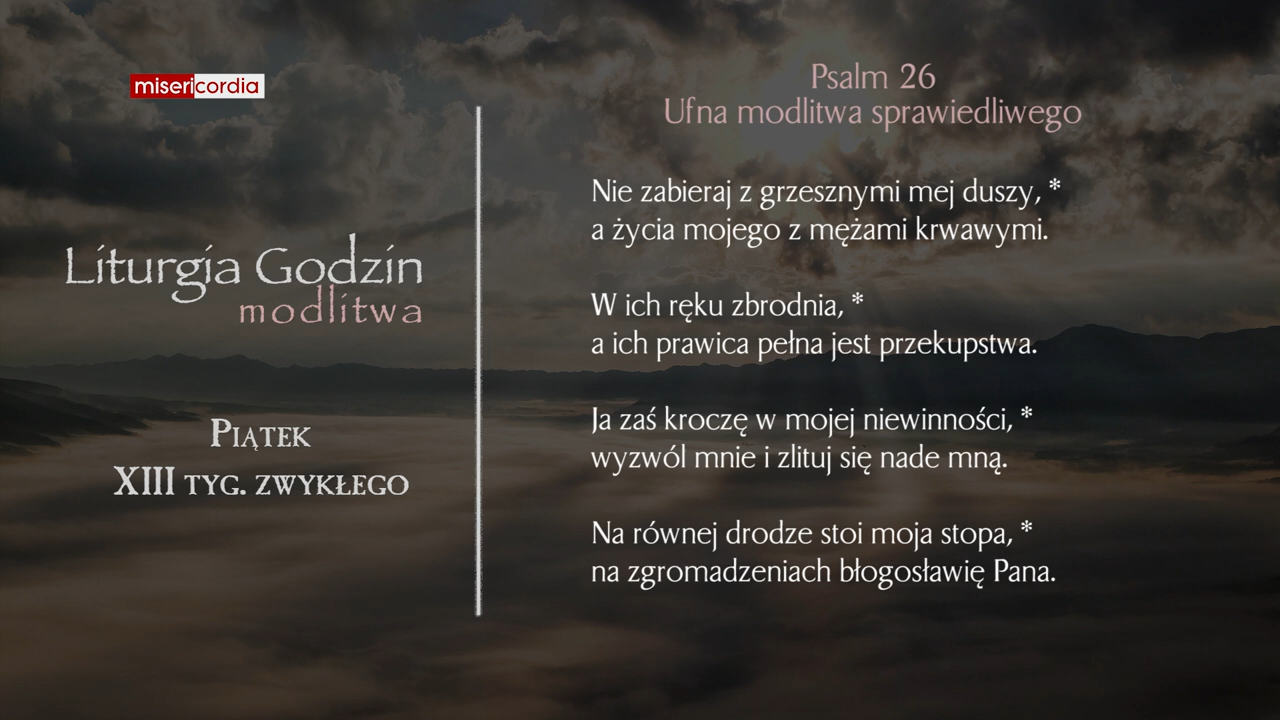 misericordia
Liturgia Godzin
modlitwa
Piątek
XIII tyg. zwykłego
Psalm 26
Ufna modlitwa sprawiedliwego
Nie zabieraj z grzesznymi mej duszy, *
a życia mojego z mężami krwawymi.
W ich ręku zbrodnia, *
a ich prawica pełna jest przekupstwa.
Ja zaś kroczę w mojej niewinności, *
wyzwól mnie i zlituj się nade mną.
Na równej drodze stoi moja stopa, *
na zgromadzeniach błogosławię Pana.